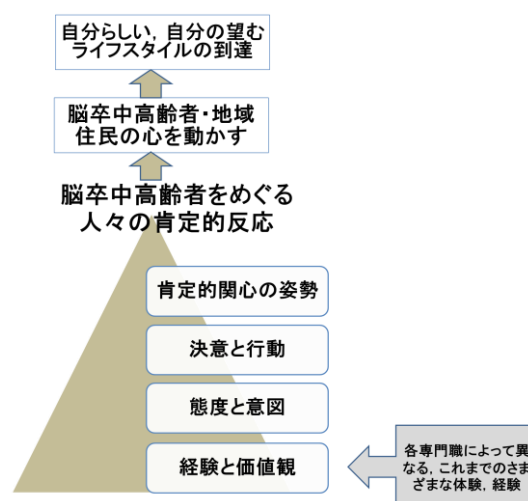 自分らしい, 自分の望む
ライフスタイルの到達
脳卒中高齢者・地域
住民の心を動かす
脳卒中高齢者をめぐる
人々の肯定的反応
肯定的関心の姿勢
決意と行動
態度と意図
経験と価値観
各専門職によって異
なる, これまでのさま
ざまな体験, 経験